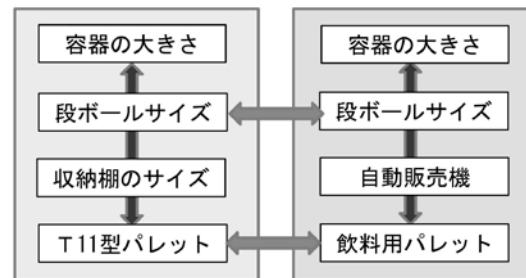 容器の大きさ
段ボールサイズ
収納棚のサイズ
T11型パレット
容器の大きさ
段ボールサイズ
自動販売機
飲料用パレット